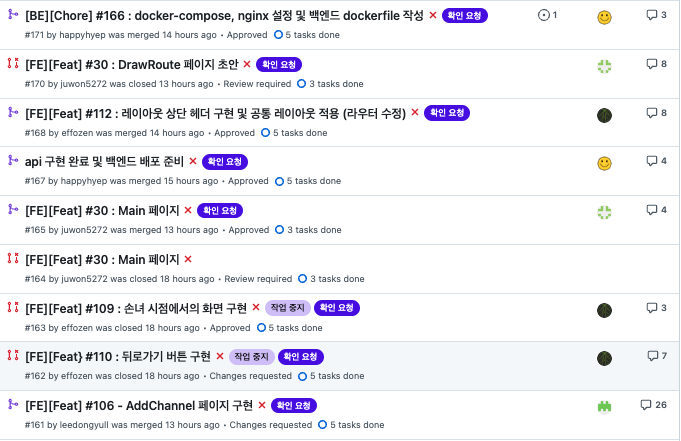 [BE][Chore] #166 : docker-compose, nginx 설정 및 백엔드 dockerfile 작성 확인 요청 1 3
#171 by happyhyep was merged 14 hours ago • Approved 5 tasks done
[FE][Feat] #30 : DrawRoute 페이지 초안 확인 요청 8
#170 by juwon5272 was closed 13 hours ago • Review required 3 tasks done
[FE][Feat] #112 : 레이아웃 상단 헤더 구현 및 공통 레이아웃 적용 (라우터 수정) 확인 요청 8
#168 by effozen was merged 14 hours ago • Approved 5 tasks done
api 구현 완료 및 백엔드 배포 준비 확인 요청 4
#167 by happyhyep was merged 15 hours ago • Approved 5 tasks done
[FE][Feat] #30 : Main 페이지 확인 요청 4
#165 by juwon5272 was merged 13 hours ago • Approved 3 tasks done
[FE][Feat] #30 : Main 페이지
#164 by juwon5272 was closed 18 hours ago • Review required 3 tasks done
[FE][Feat] #109 : 손녀 시점에서의 화면 구현 작업 중지 확인 요청 3
#163 by effozen was closed 18 hours ago • Approved 5 tasks done
[FE][Feat} #110 : 뒤로가기 버튼 구현 작업 중지 확인 요청 7
#162 by effozen was closed 18 hours ago • Changes requested 5 tasks done
[FE][Feat] #106 - AddChannel 페이지 구현 확인 요청 26
#161 by leedongyull was merged 13 hours ago • Changes requested 5 tasks done